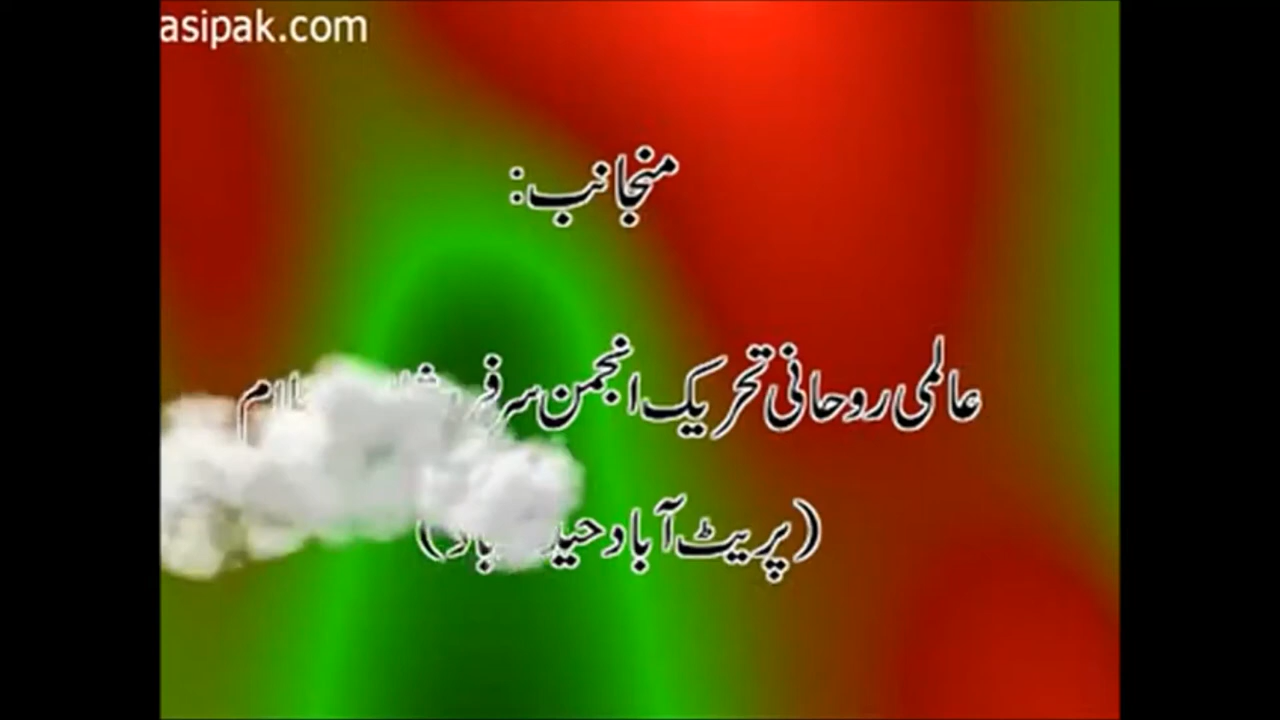 asipak.com
منجانب:
عالمی روحانی تحریک انجمن
(پریٹ آباد